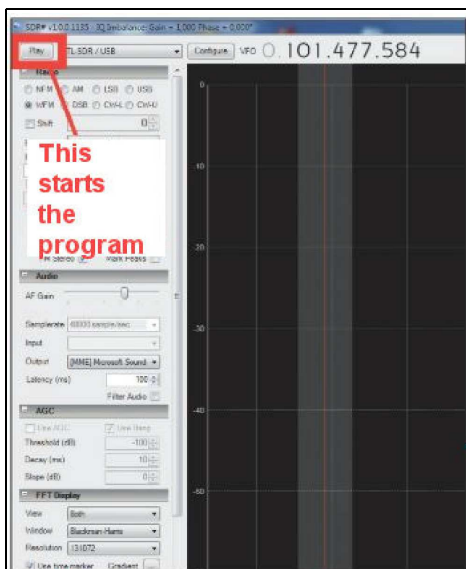 SDR# v1.0.0.1135 - IQ Imbalance: Gain = 1,000 Phase = 0,000°
Play
TL-SDR / USB
Configure
VFO
0.101.477.584
Radio
NFM AM LSB USB
WFM DSB CW-L CW-U
Shift 0
This
starts
the
program
Mark Peaks
Audio
AF Gain
Samplerate 48000 sample/sec
Input
Output [MME] Microsoft Sound
Latency (ms) 100
Filter Audio
AGC
Use AGC Use Hang
Threshold (dB) -100
Decay (ms) 10
Slope (dB) 0
FFT Display
View Both
Window Blackman-Harris
Resolution 131072
Use time marker Gradient ...
0
-10
-20
-30
-40
-50